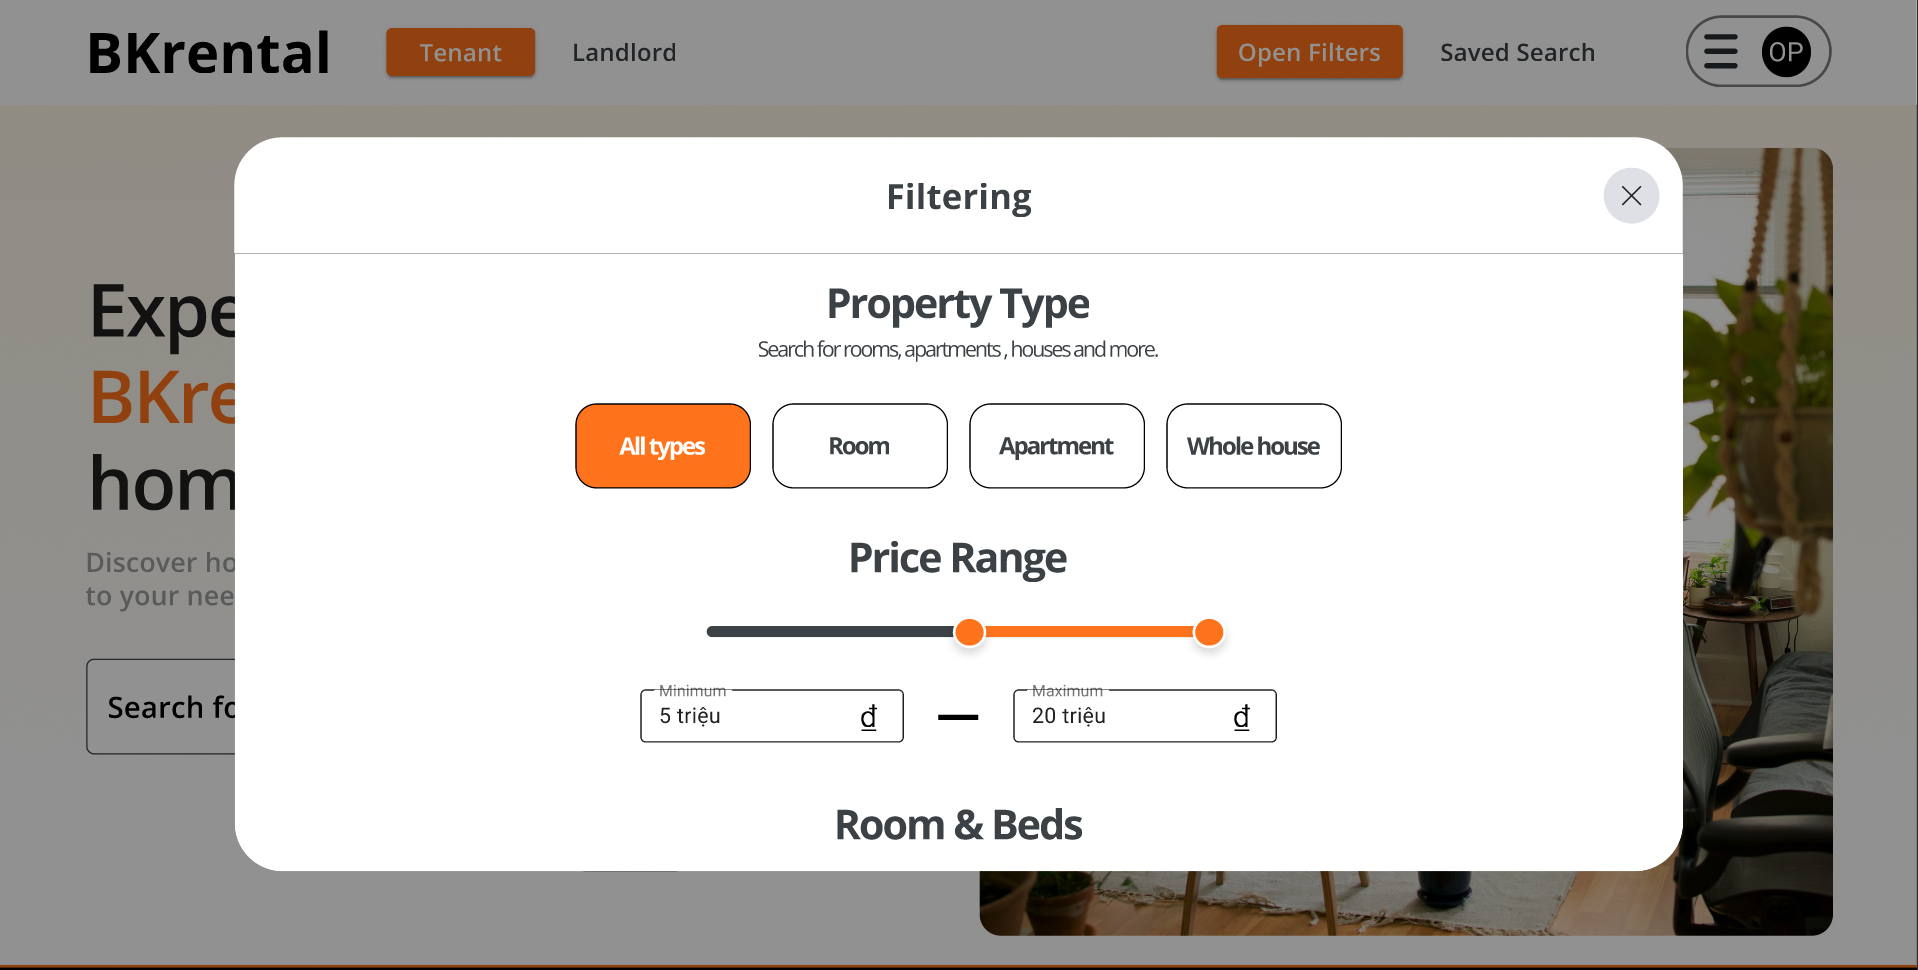 BKrental
Tenant
Landlord
Open Filters
Saved Search
OP
Filtering
Property Type
Search for rooms, apartments , houses and more.
All types
Room
Apartment
Whole house
Price Range
Minimum
5 triệu
₫
Maximum
20 triệu
₫
Room & Beds
Expe
BKre
hom
Discover ho
to your nee
Search fo